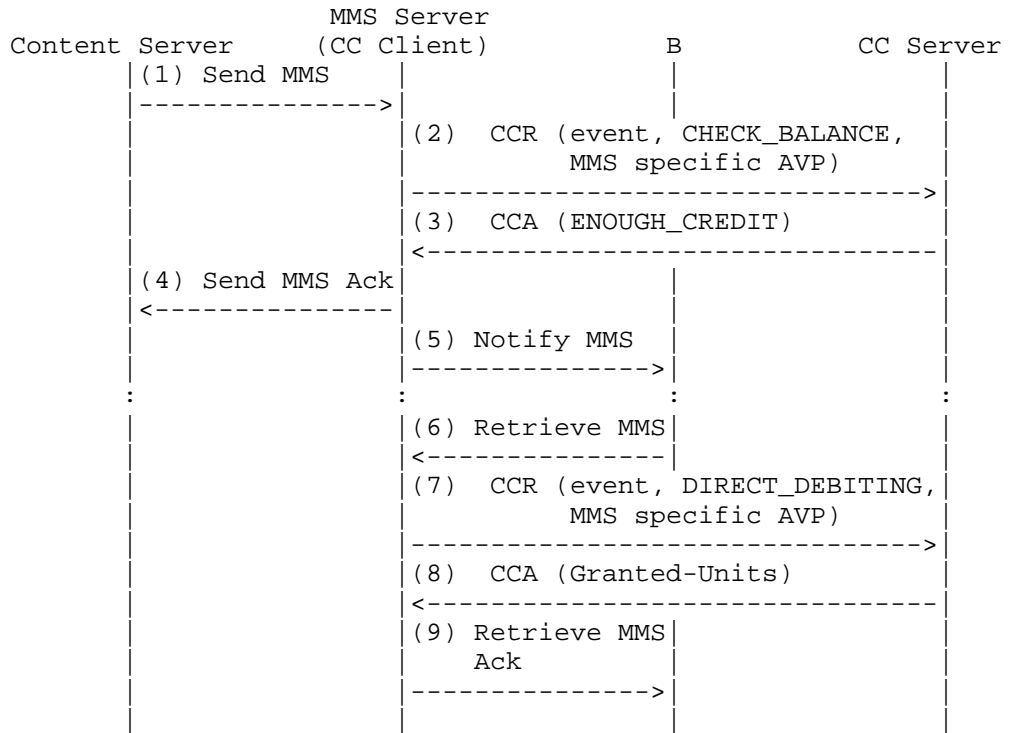 MMS Server
Content Server (CC Client) B CC Server
(1) Send MMS
(2) CCR (event, CHECK_BALANCE,
MMS specific AVP)
(3) CCA (ENOUGH_CREDIT)
(4) Send MMS Ack
(5) Notify MMS
(6) Retrieve MMS
(7) CCR (event, DIRECT_DEBITING,
MMS specific AVP)
(8) CCA (Granted-Units)
(9) Retrieve MMS
Ack